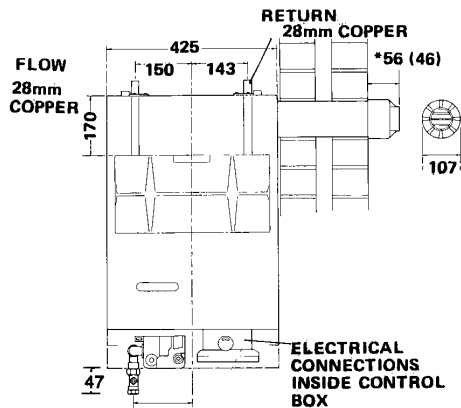 RETURN
28mm COPPER
425
*56 (46)
FLOW
150
143
28mm
COPPER
170
107
ELECTRICAL
CONNECTIONS
INSIDE CONTROL
BOX
47